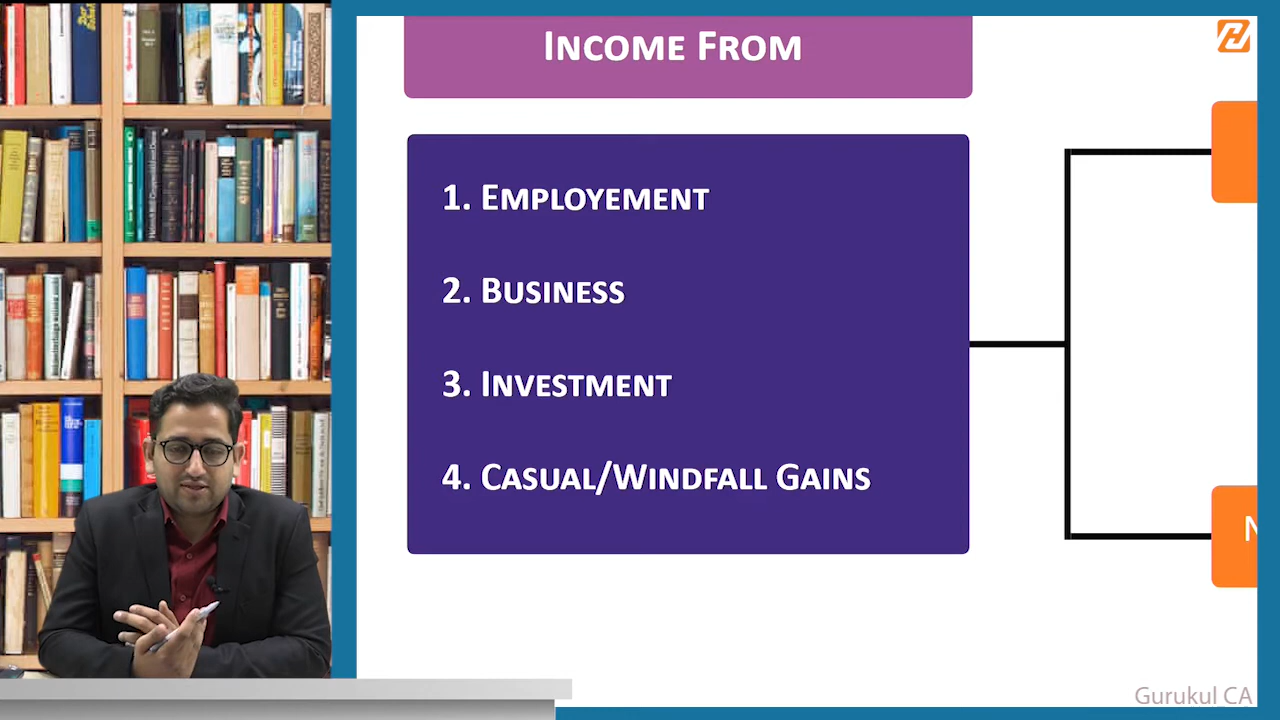 INCOME FROM
1. EMPLOYEMENT
2. BUSINESS
3. INVESTMENT
4. CASUAL/WINDFALL GAINS
N
Gurukul CA